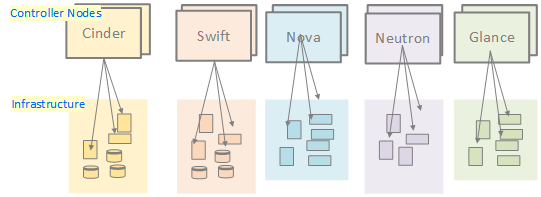 Controller Nodes
Cinder
Swift
Nova
Neutron
Glance
Infrastructure